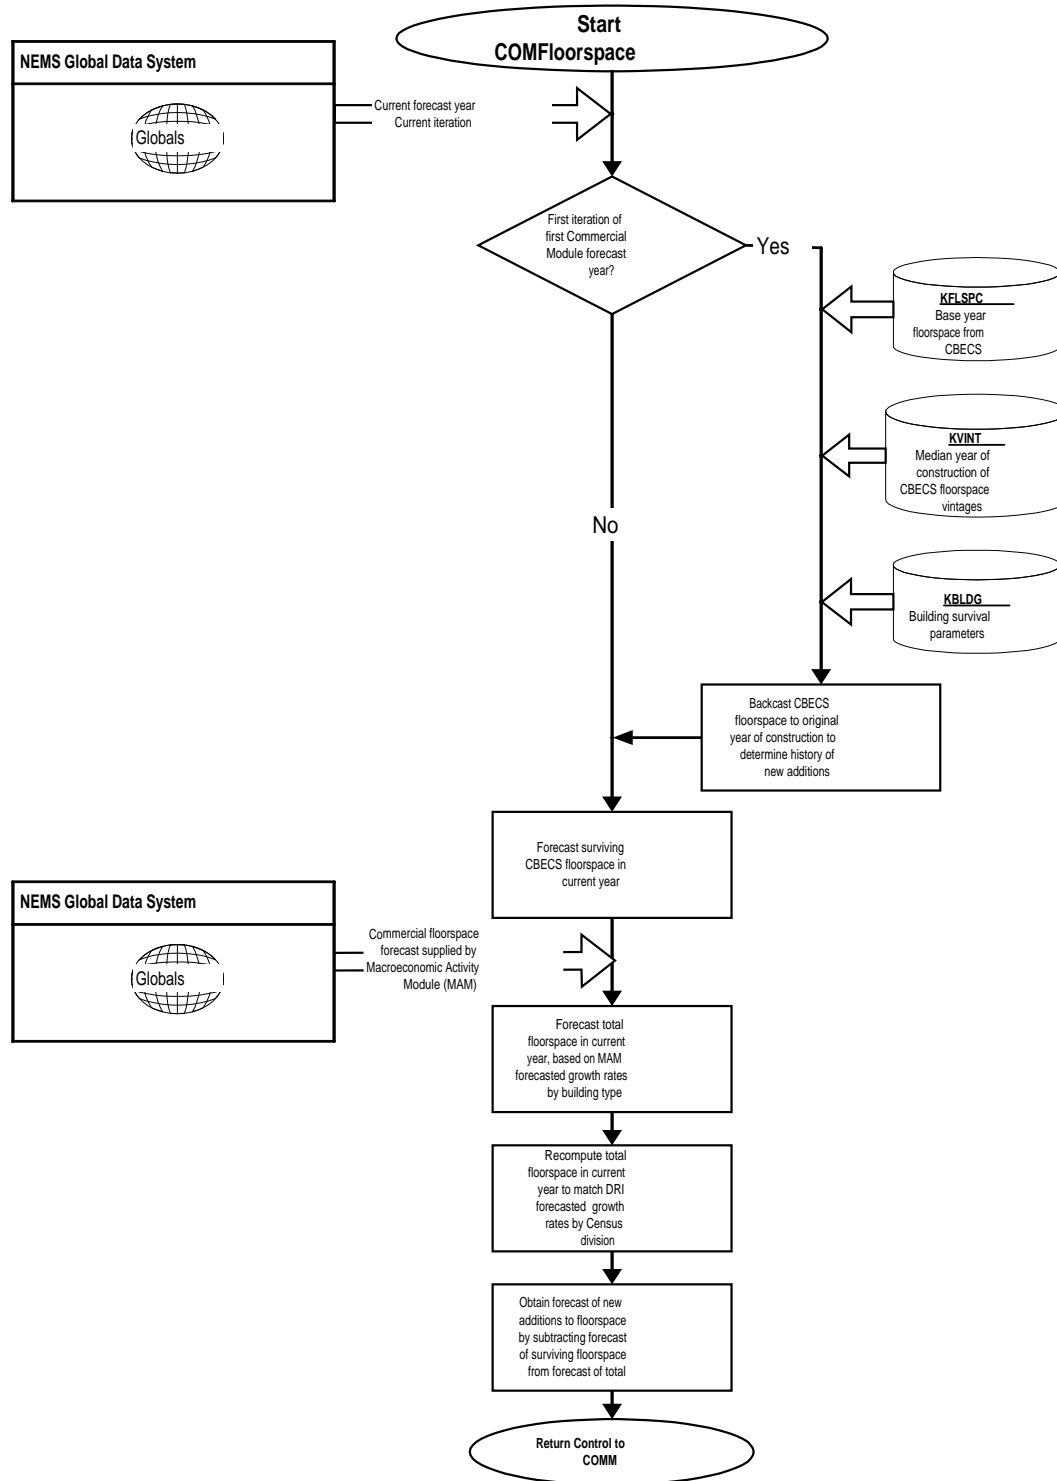 Start
COMFloorspace
NEMS Global Data System
Globals
Current forecast year
Current iteration
First iteration of
first Commercial
Module forecast
year?
Yes
KFLSPC
Base year
floorspace from
CBECS
KVINT
Median year of
construction of
CBECS floorspace
vintages
No
KBLDG
Building survival
parameters
Backcast CBECS
floorspace to original
year of construction to
determine history of
new additions
Forecast surviving
CBECS floorspace in
current year
NEMS Global Data System
Globals
Commercial floorspace
forecast supplied by
Macroeconomic Activity
Module (MAM)
Forecast total
floorspace in current
year, based on MAM
forecasted growth rates
by building type
Recompute total
floorspace in current
year to match DRI
forecasted growth
rates by Census
division
Obtain forecast of new
additions to floorspace
by subtracting forecast
of surviving floorspace
from forecast of total
Return Control to
COMM